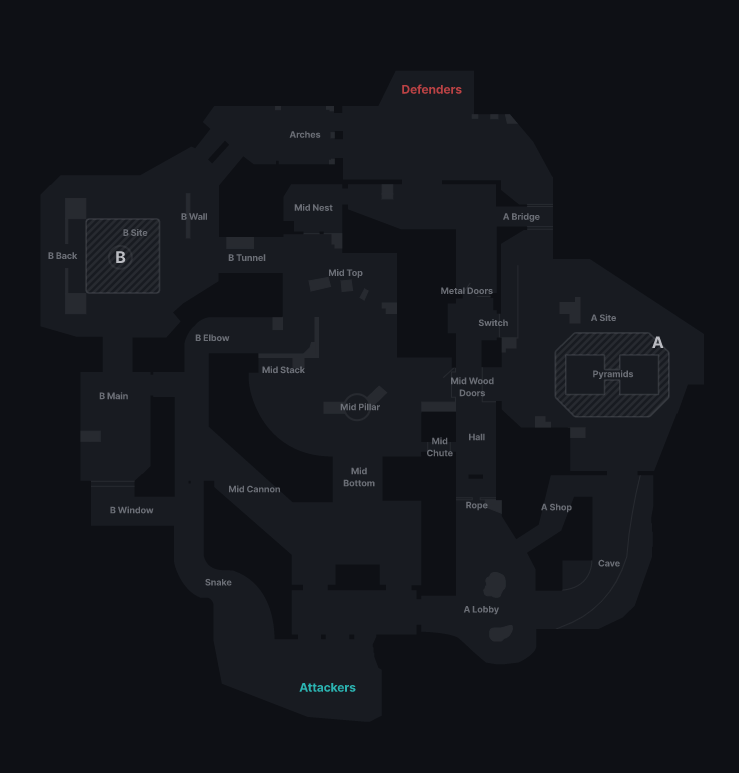 Defenders
Arches
Mid Nest
B Wall
A Bridge
B Site
B Back
B
B Tunnel
Mid Top
Metal Doors
A Site
Switch
B Elbow
A
Mid Stack
Pyramids
Mid Wood
Doors
B Main
Mid Pillar
Hall
Mid
Chute
Mid
Bottom
Mid Cannon
B Window
Rope
A Shop
Cave
Snake
A Lobby
Attackers